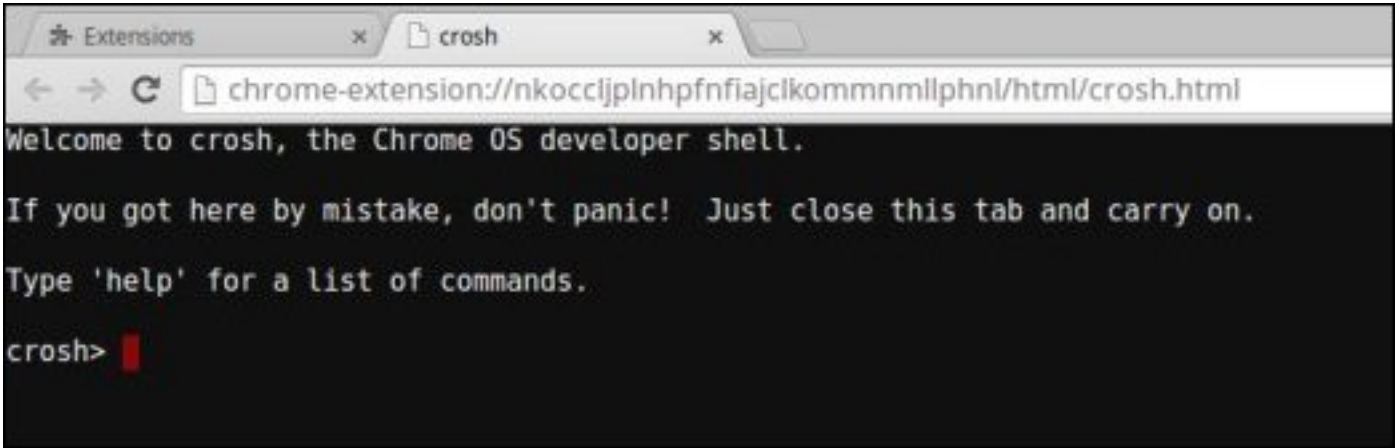 Extensions
crosh
chrome-extension://nkoccljplnhpfnfiajclkommnmllphnl/html/crosh.html
Welcome to crosh, the Chrome OS developer shell.
If you got here by mistake, don't panic!  Just close this tab and carry on.
Type 'help' for a list of commands.
crosh>